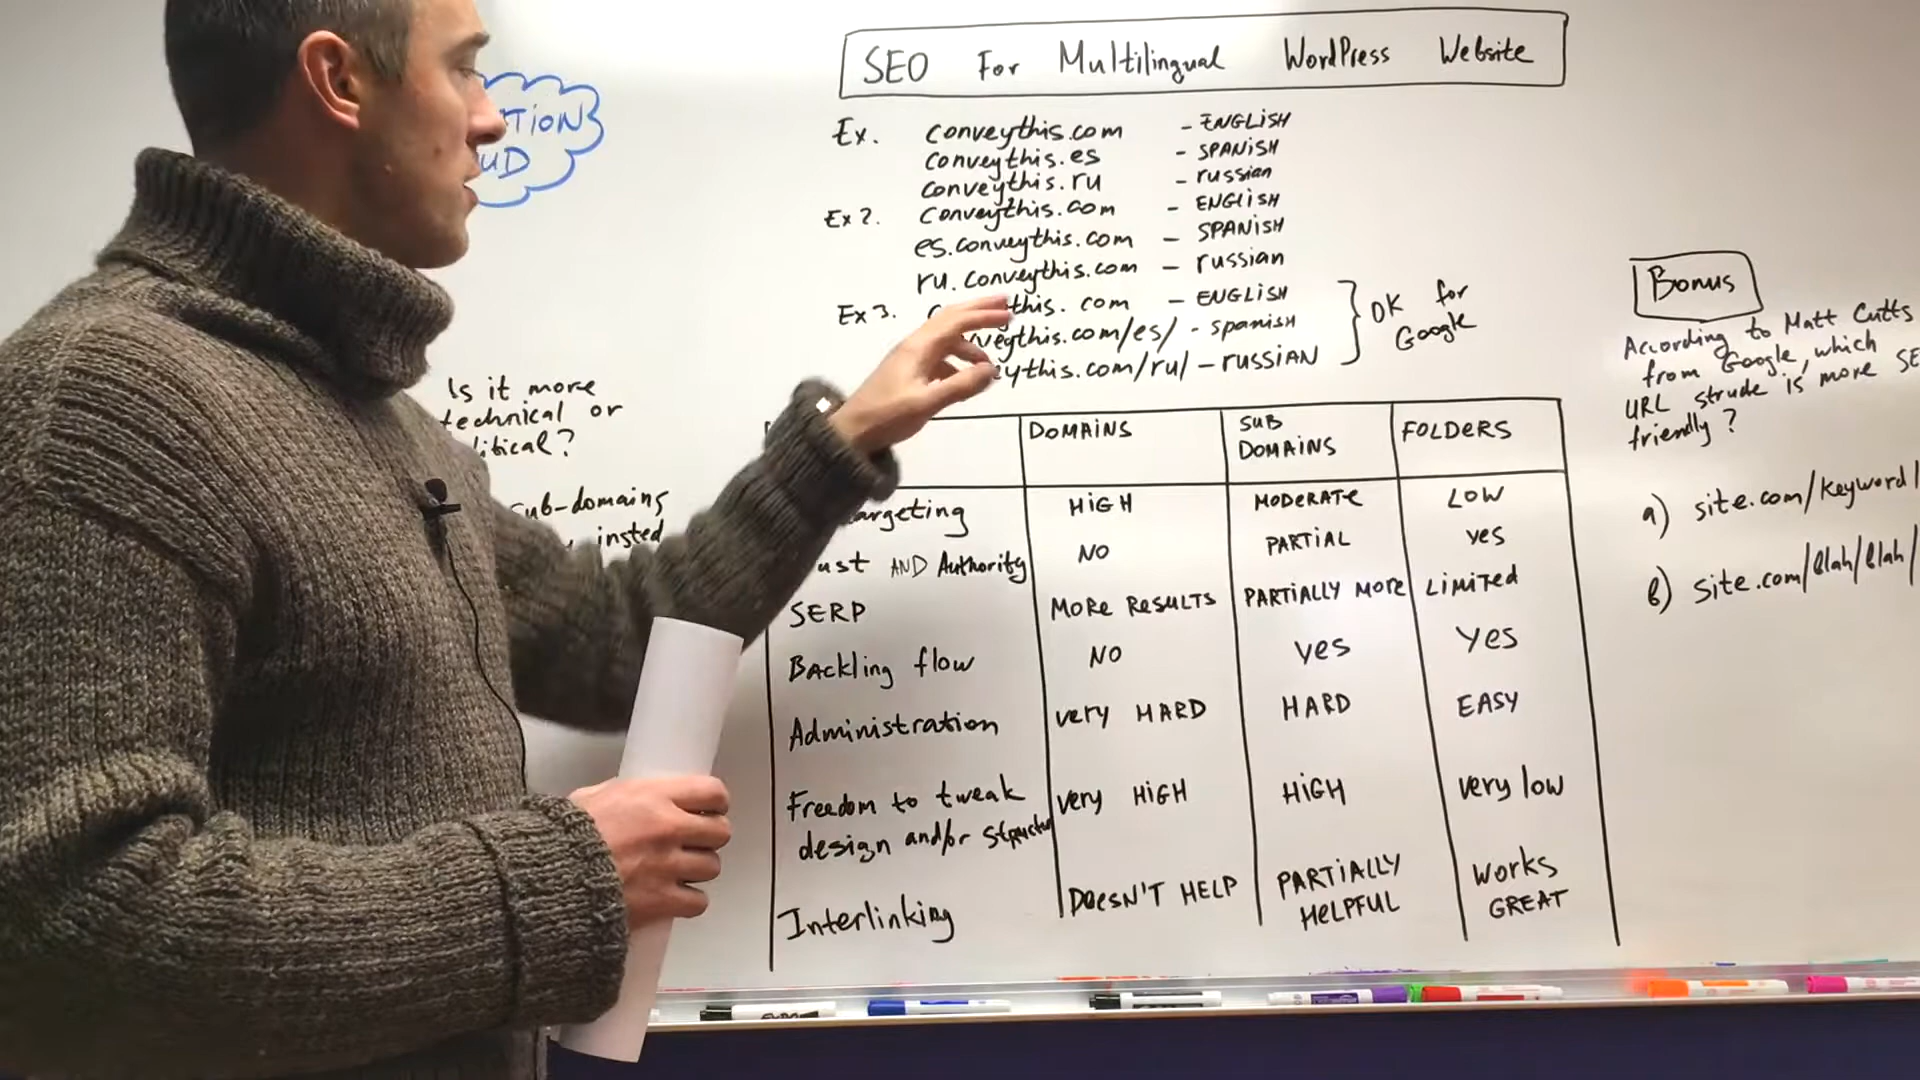 SEO For Multilingual WordPress Website
Ex. conveythis.com - ENGLISH
conveythis.es - SPANISH
conveythis.ru - russian
Ex 2. conveythis.com - ENGLISH
es.conveythis.com - SPANISH
ru.conveythis.com - russian
Ex 3. this.com - ENGLISH
veythis.com/es/ - spanish
eythis.com/ru/ - RUSSIAN
OK for
Google
TION
UD
Is it more
technical or
litical?
sub-domains
insted
DOMAINS SUB DOMAINS FOLDERS
argeting HIGH MODERATE LOW
ust AND Authority NO PARTIAL yes
SERP MORE RESULTS PARTIALLY MORE LIMITED
Backling flow NO yes yes
Administration very HARD HARD EASY
Freedom to tweak very HIGH HIGH very low
design and/or structur
Interlinking DOESN'T HELP PARTIALLY HELPFUL works GREAT
Bonus
According to Matt Cutts
from Google, which
URL strude is more SE
friendly?
a) site.com/keyword/
b) site.com/blah/blah/
EXPO